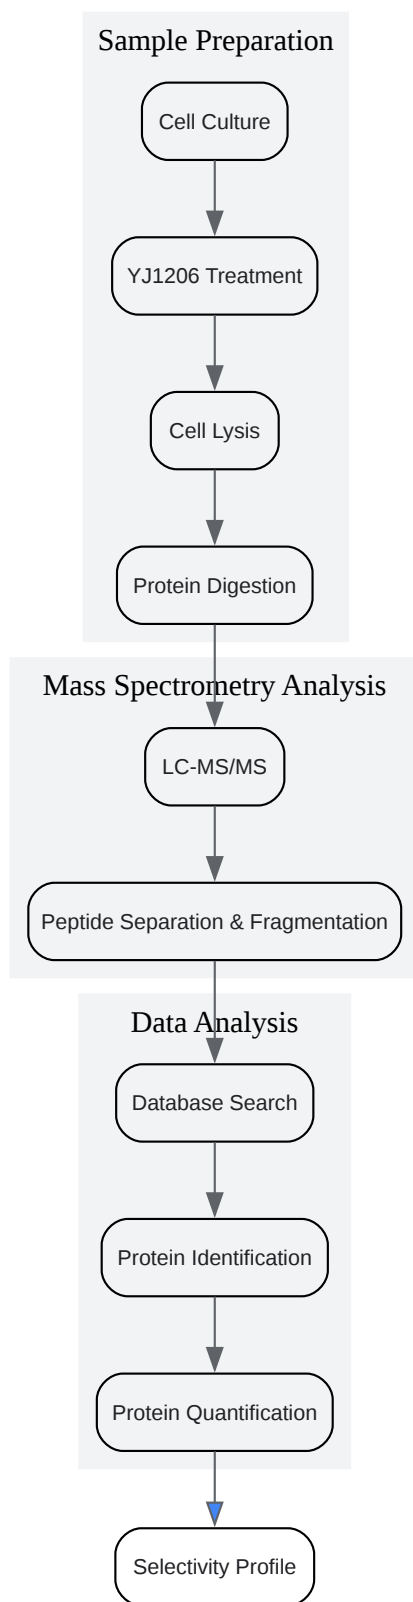 Sample Preparation
Cell Culture
YJ1206 Treatment
Cell Lysis
Protein Digestion
Mass Spectrometry Analysis
LC-MS/MS
Peptide Separation & Fragmentation
Data Analysis
Database Search
Protein Identification
Protein Quantification
Selectivity Profile